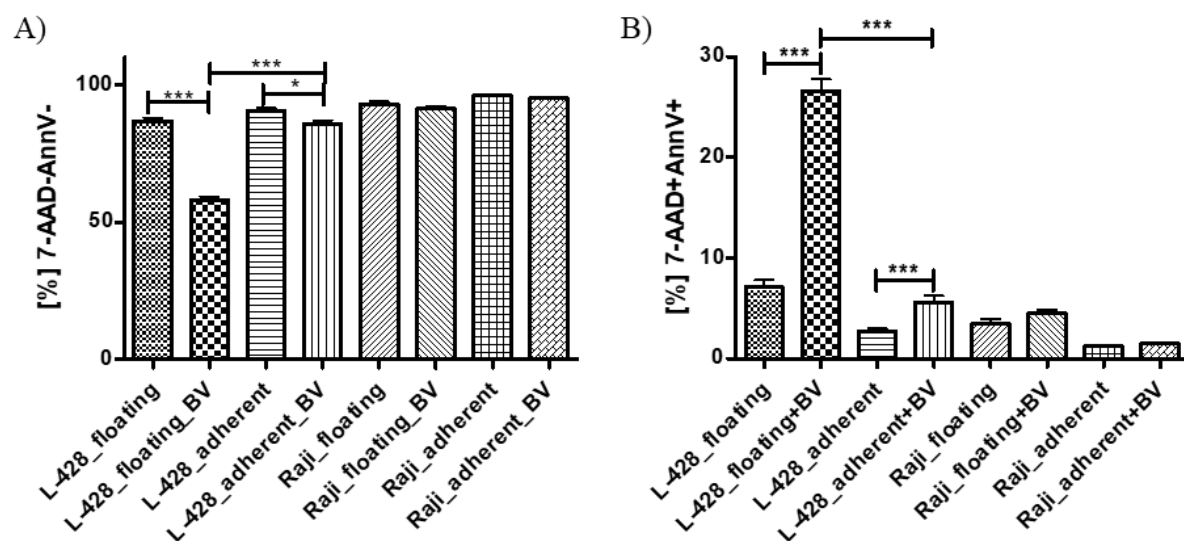 A)
[%] 7-AAD-AnnV-
100
50
0
***
***
*
L-428_floating
L-428_floating_BV
L-428_adherent
L-428_adherent_BV
Raji_floating
Raji_floating_BV
Raji_adherent
Raji_adherent_BV
B)
[%] 7-AAD+AnnV+
30
20
10
0
***
***
***
L-428_floating
L-428_floating+BV
L-428_adherent
L-428_adherent+BV
Raji_floating
Raji_floating+BV
Raji_adherent
Raji_adherent+BV